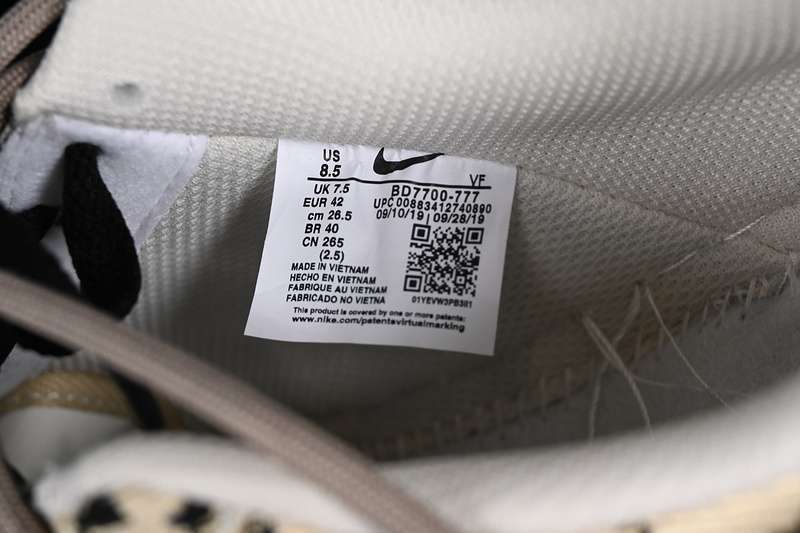 US
8.5
VF
UK 7.5
EUR 42
cm 26.5
BR 40
CN 265
(2.5)
BD7700-777
UPC 00883412740890
09/10/19 09/28/19
01YEVW3PB381
MADE IN VIETNAM
HECHO EN VIETNAM
FABRIQUE AU VIETNAM
FABRICADO NO VIETNA
This product is covered by one or more patents:
www.nike.com/patentsvirtualmarking